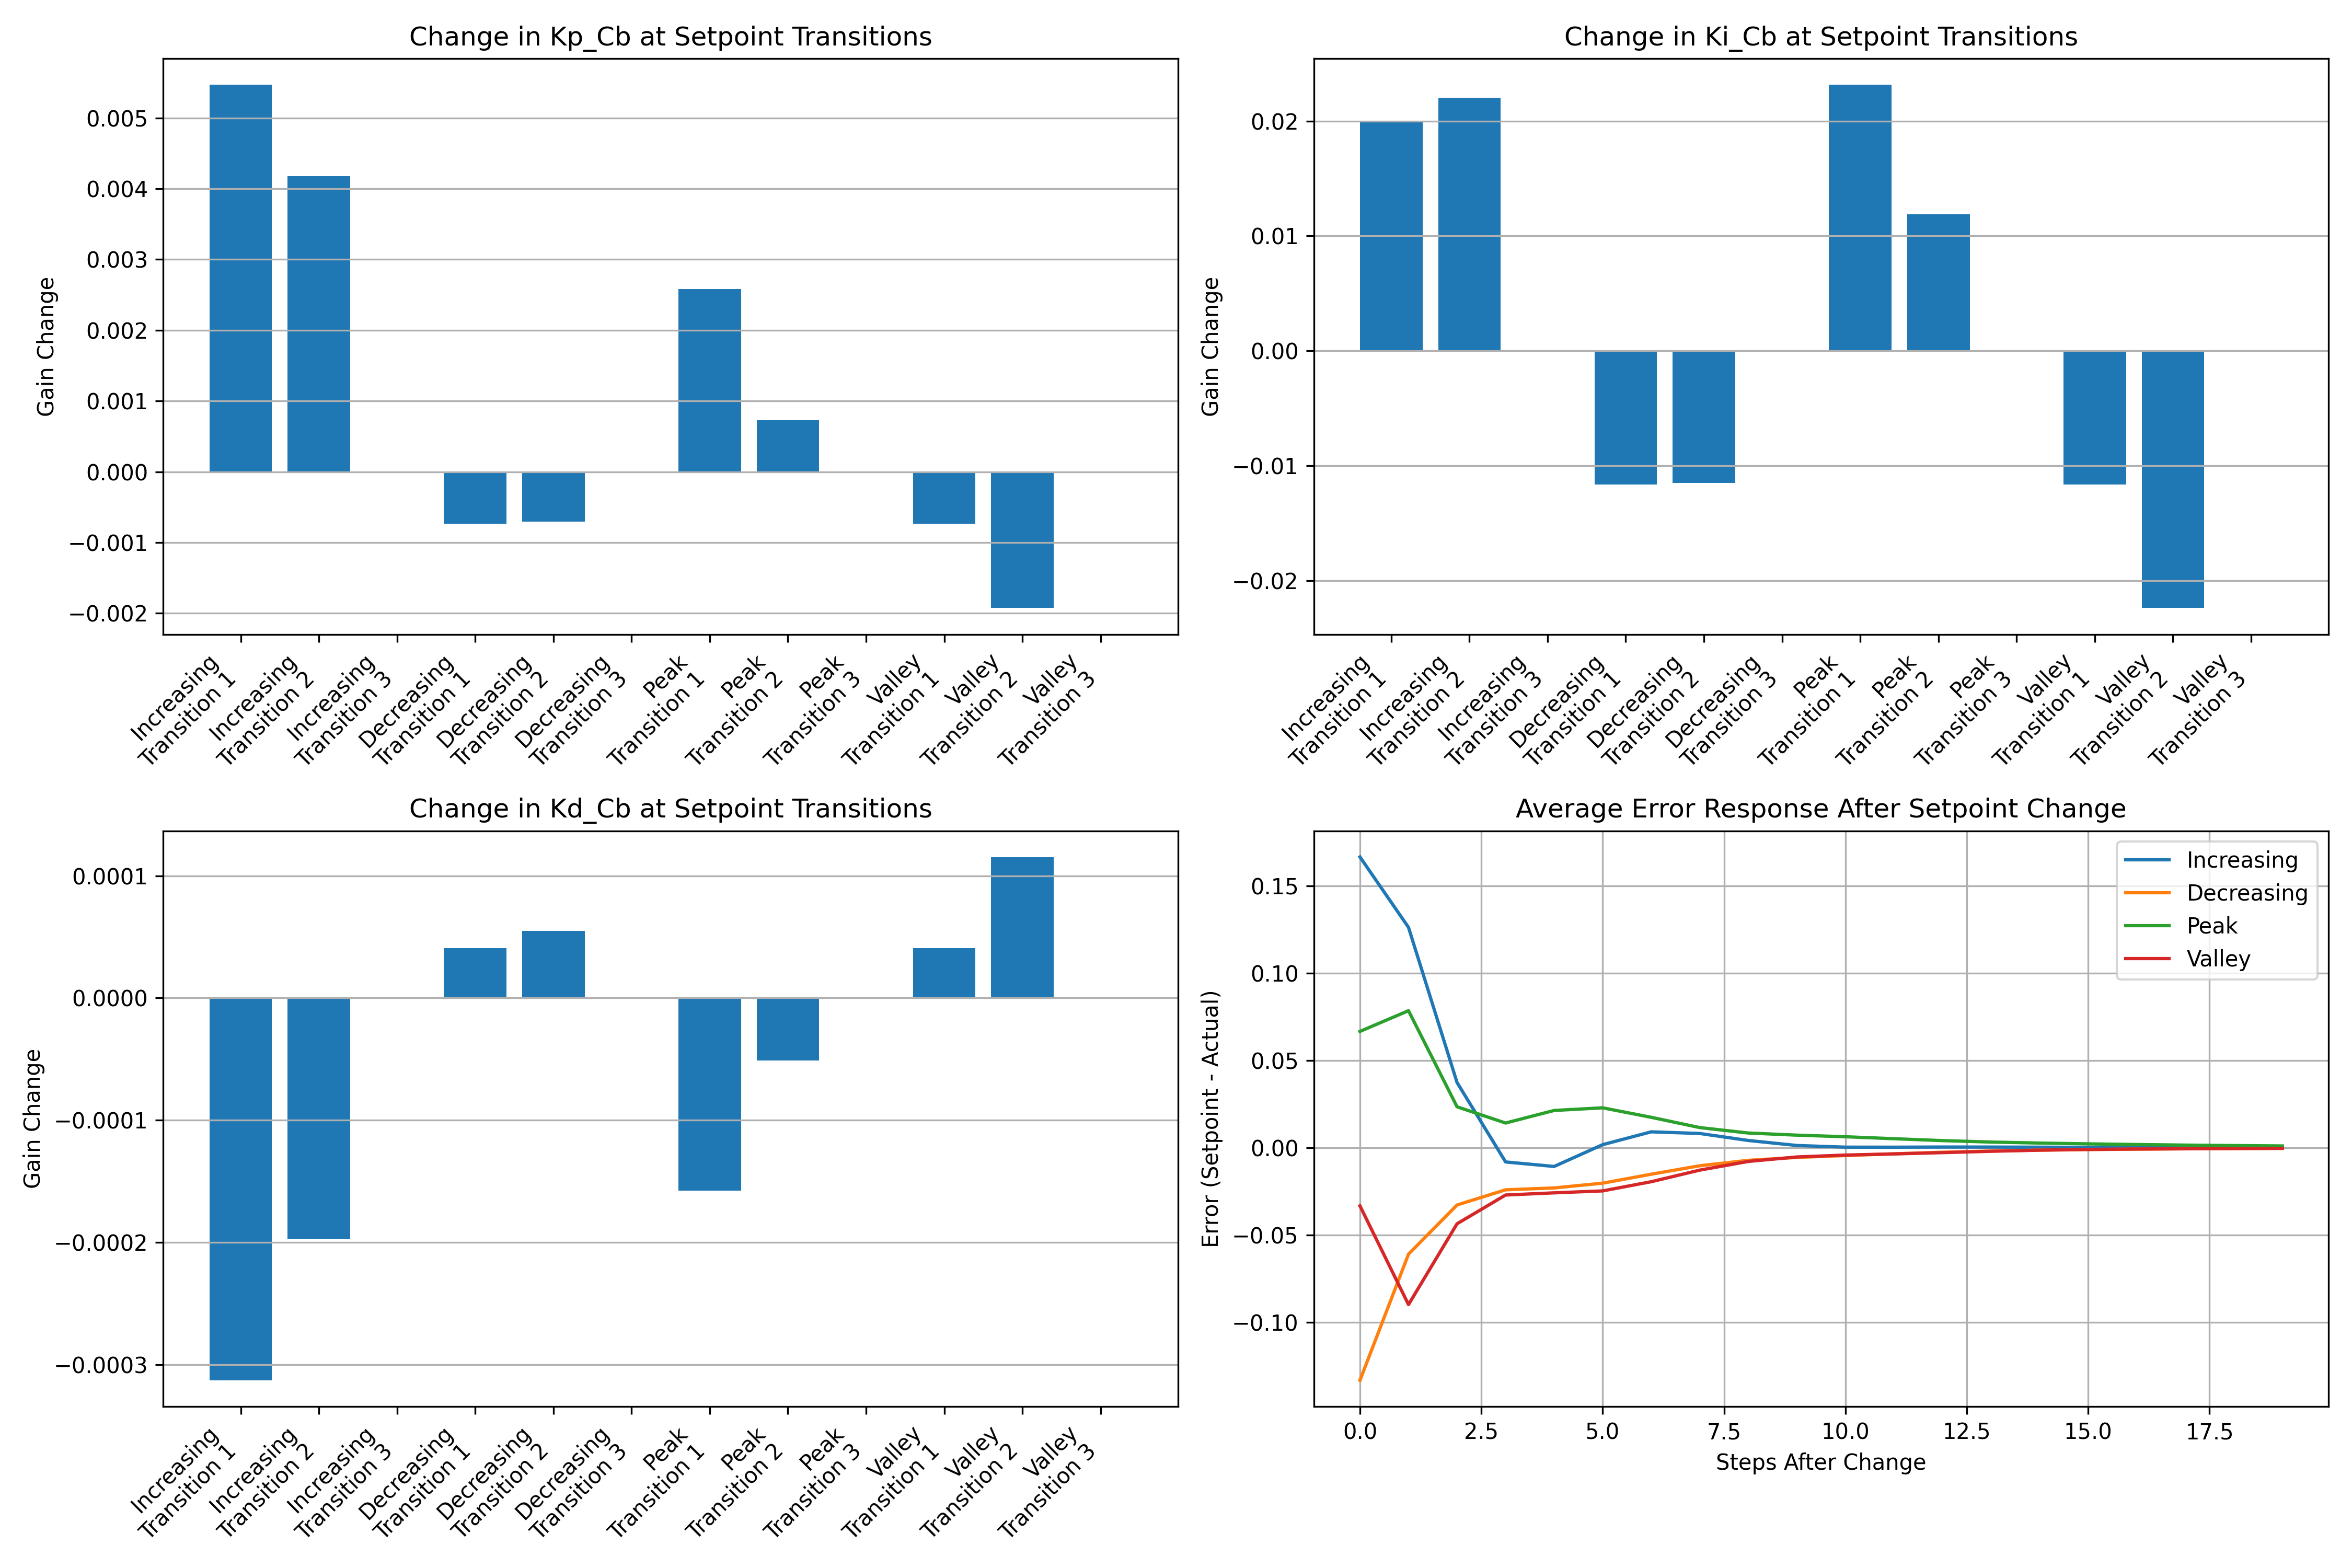 Change in Kp_Cb at Setpoint Transitions
Gain Change
0.005
0.004
0.003
0.002
0.001
0.000
−0.001
−0.002
Increasing
Transition 1
Increasing
Transition 2
Increasing
Transition 3
Decreasing
Transition 1
Decreasing
Transition 2
Decreasing
Transition 3
Peak
Transition 1
Peak
Transition 2
Peak
Transition 3
Valley
Transition 1
Valley
Transition 2
Valley
Transition 3
Change in Ki_Cb at Setpoint Transitions
Gain Change
0.02
0.01
0.00
−0.01
−0.02
Increasing
Transition 1
Increasing
Transition 2
Increasing
Transition 3
Decreasing
Transition 1
Decreasing
Transition 2
Decreasing
Transition 3
Peak
Transition 1
Peak
Transition 2
Peak
Transition 3
Valley
Transition 1
Valley
Transition 2
Valley
Transition 3
Change in Kd_Cb at Setpoint Transitions
Gain Change
0.0001
0.0000
−0.0001
−0.0002
−0.0003
Increasing
Transition 1
Increasing
Transition 2
Increasing
Transition 3
Decreasing
Transition 1
Decreasing
Transition 2
Decreasing
Transition 3
Peak
Transition 1
Peak
Transition 2
Peak
Transition 3
Valley
Transition 1
Valley
Transition 2
Valley
Transition 3
Average Error Response After Setpoint Change
Error (Setpoint - Actual)
0.15
0.10
0.05
0.00
−0.05
−0.10
Increasing
Decreasing
Peak
Valley
0.0 2.5 5.0 7.5 10.0 12.5 15.0 17.5
Steps After Change